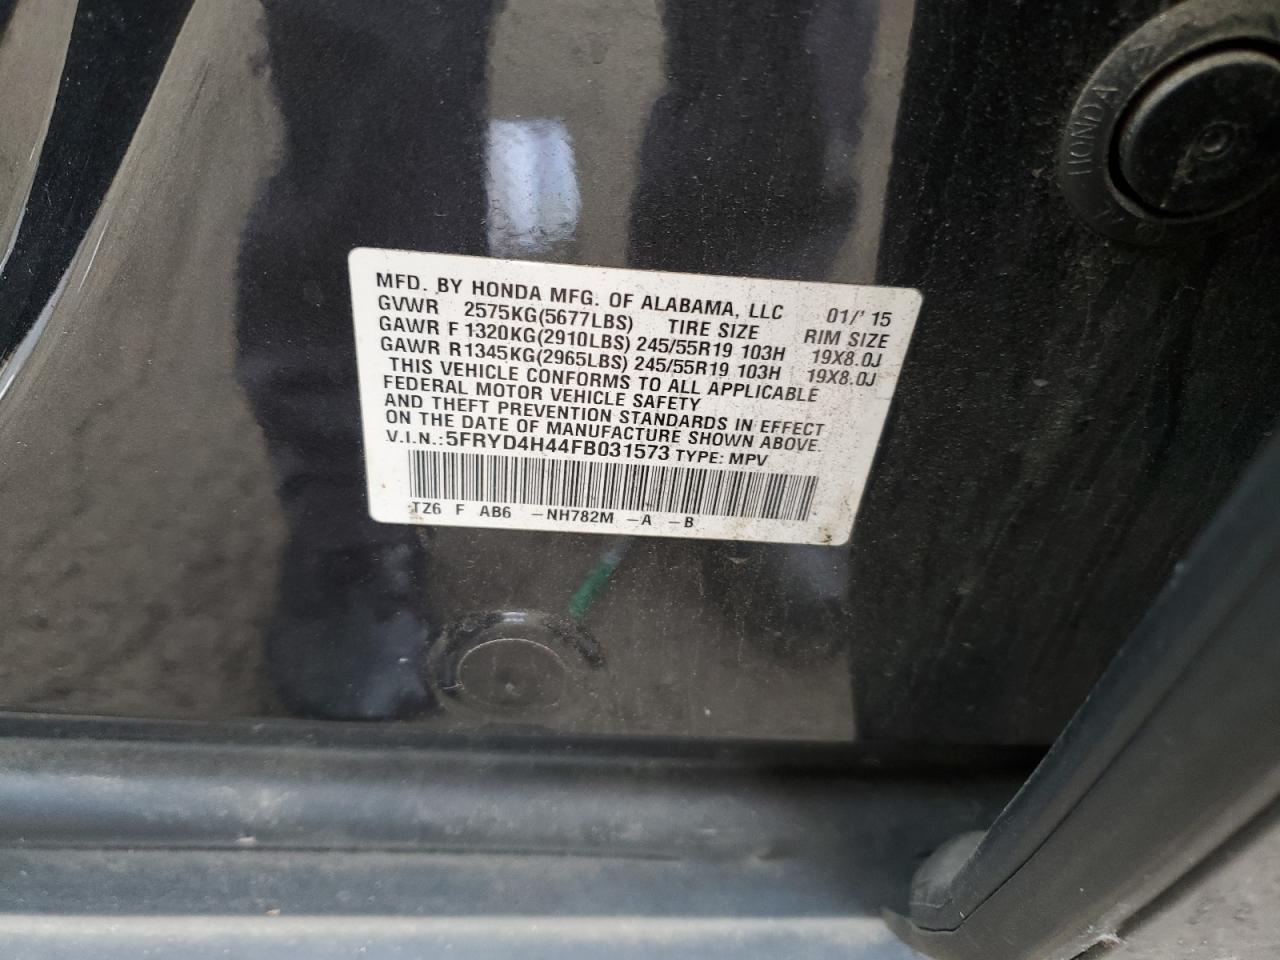 HONDA
MFD. BY HONDA MFG. OF ALABAMA, LLC 01/' 15
GVWR 2575KG(5677LBS) TIRE SIZE RIM SIZE
GAWR F 1320KG(2910LBS) 245/55R19 103H 19X8.0J
GAWR R1345KG(2965LBS) 245/55R19 103H 19X8.0J
THIS VEHICLE CONFORMS TO ALL APPLICABLE
FEDERAL MOTOR VEHICLE SAFETY
AND THEFT PREVENTION STANDARDS IN EFFECT
ON THE DATE OF MANUFACTURE SHOWN ABOVE.
V.I.N.:5FRYD4H44FB031573 TYPE: MPV
TZ6 F AB6 -NH782M -A -B